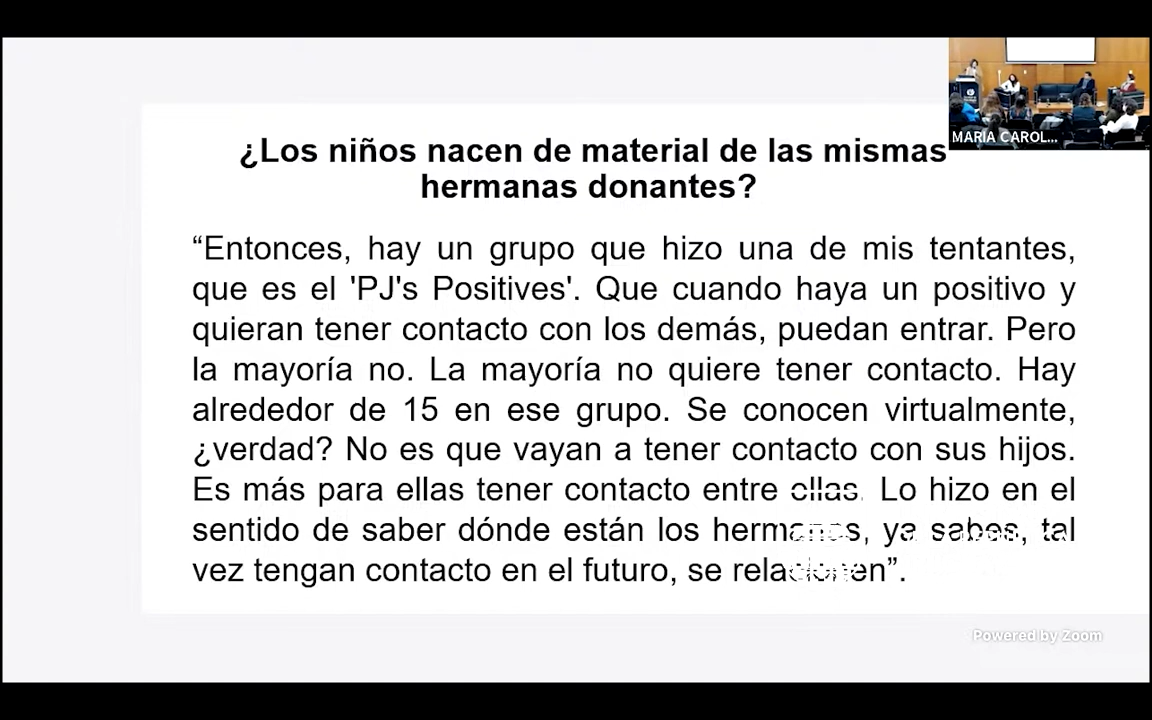 MARIA CAROL...
¿Los niños nacen de material de las mismas
hermanas donantes?
“Entonces, hay un grupo que hizo una de mis tentantes,
que es el 'PJ's Positives'. Que cuando haya un positivo y
quieran tener contacto con los demás, puedan entrar. Pero
la mayoría no. La mayoría no quiere tener contacto. Hay
alrededor de 15 en ese grupo. Se conocen virtualmente,
¿verdad? No es que vayan a tener contacto con sus hijos.
Es más para ellas tener contacto entre ellas. Lo hizo en el
sentido de saber dónde están los hermanos, ya sabes, tal
vez tengan contacto en el futuro, se relacionen”.
Powered by Zoom